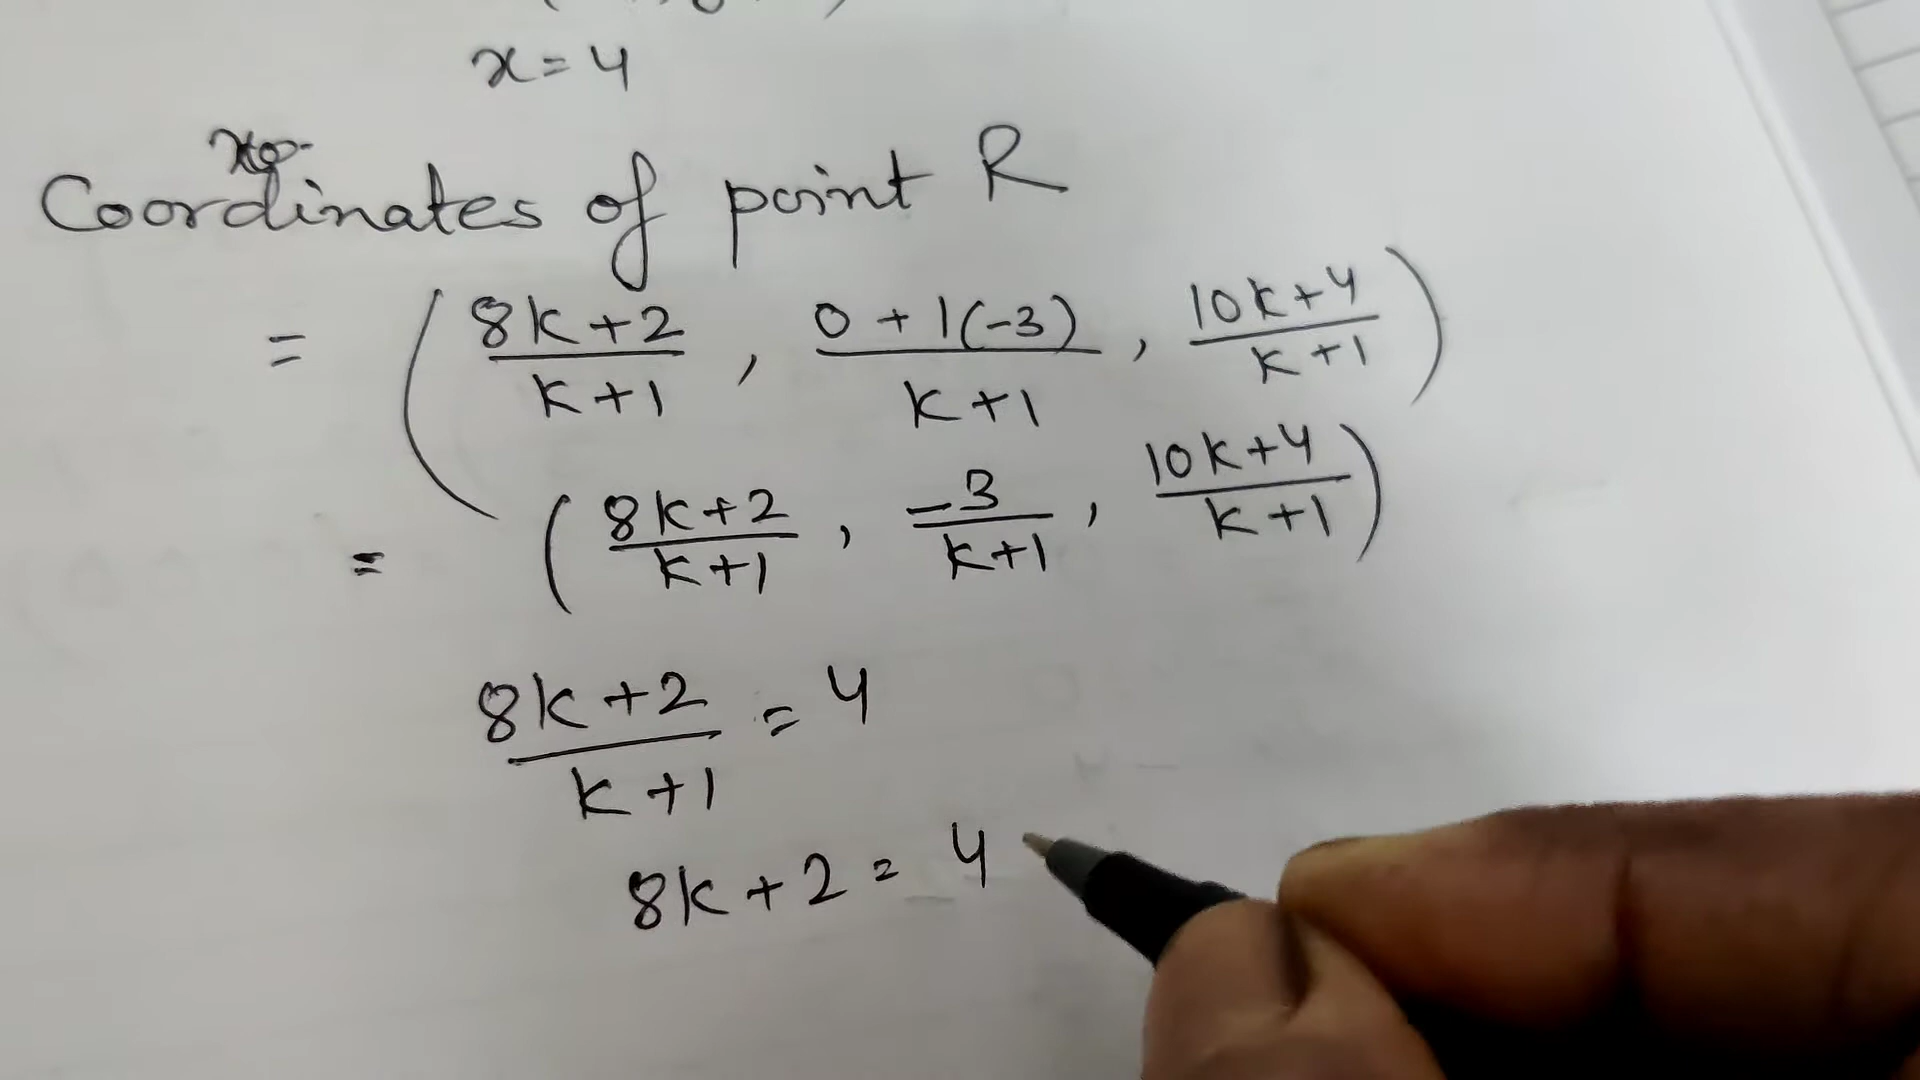 x = 4
Coordinates of point R
= ( (8k+2)/(k+1) , (0+1(-3))/(k+1) , (10k+4)/(k+1) )
= ( (8k+2)/(k+1) , -3/(k+1) , (10k+4)/(k+1) )
(8k+2)/(k+1) = 4
8k+2 = 4